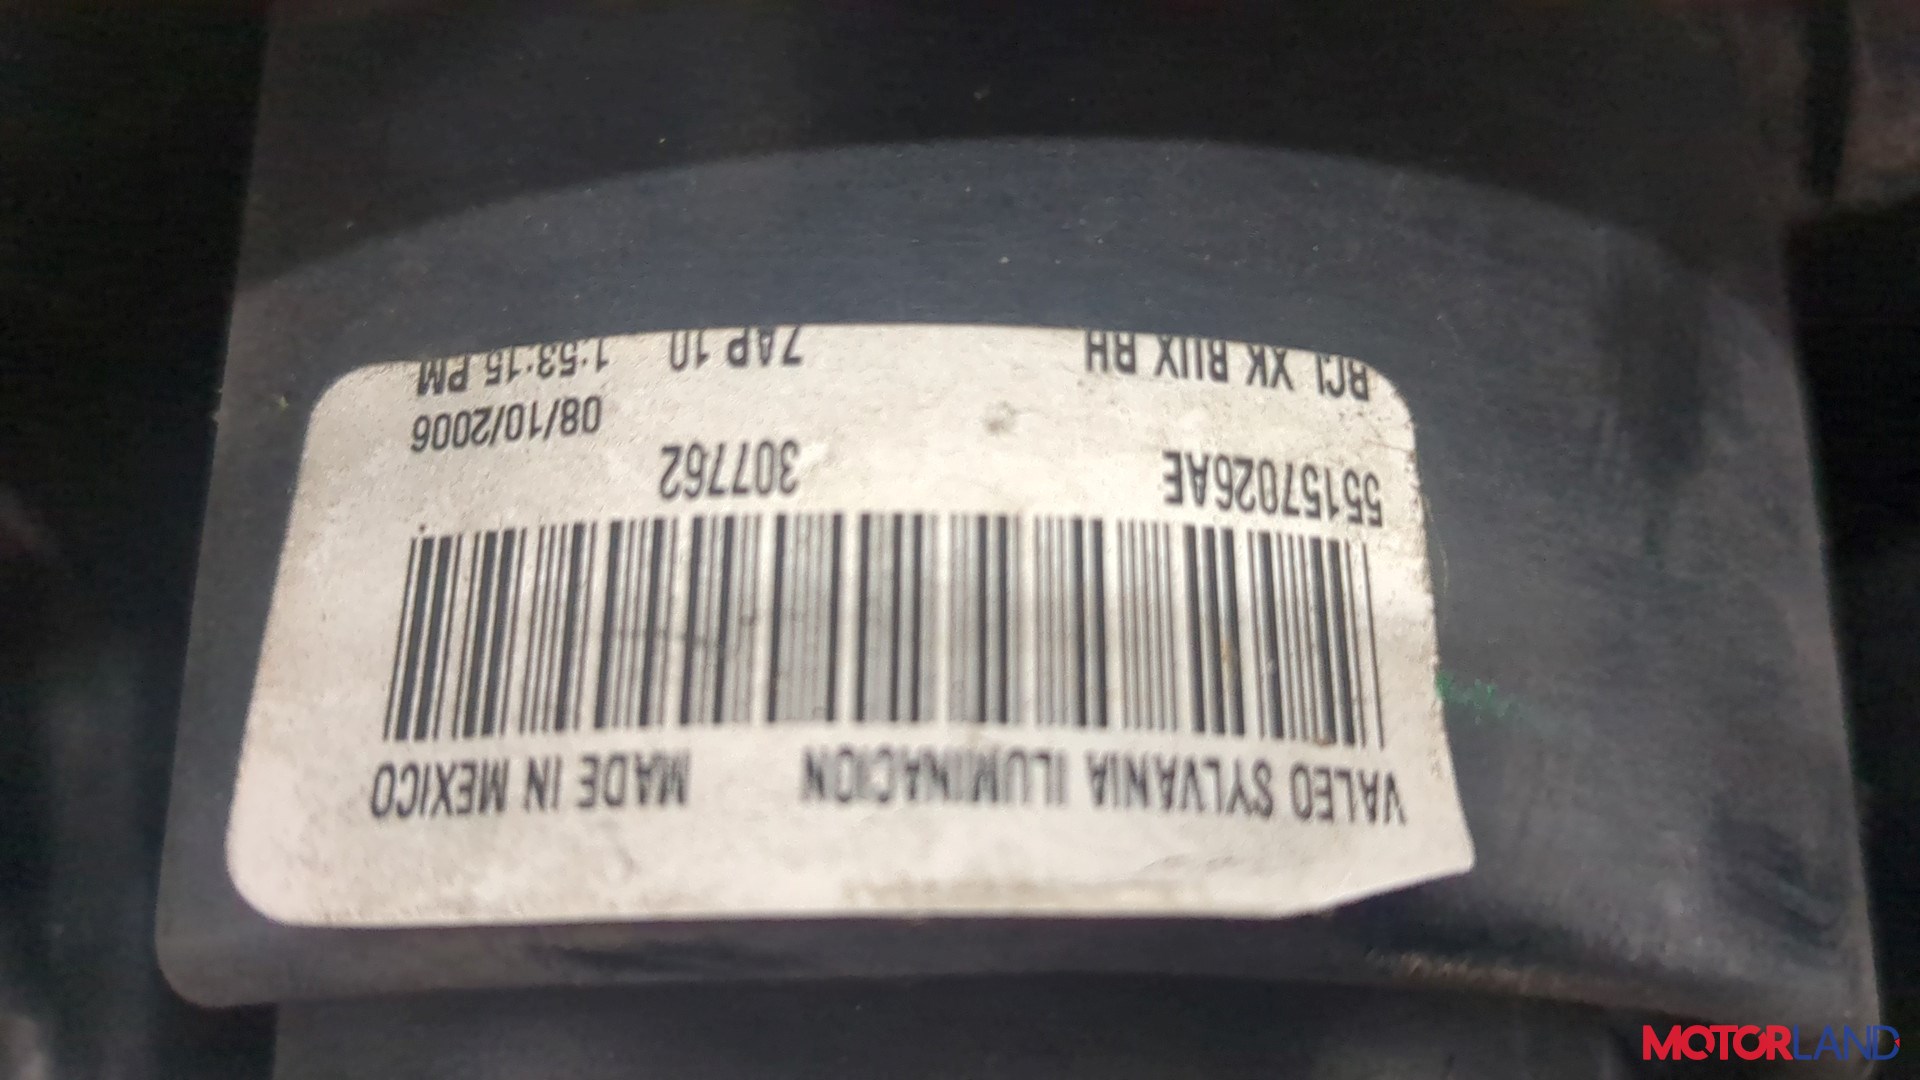 RCL XK BUX RH 7AP 10 1:53:15 PM
08/10/2006
55157026AE 307762
VALEO SYLVANIA ILUMINACION MADE IN MEXICO
MOTORLAND